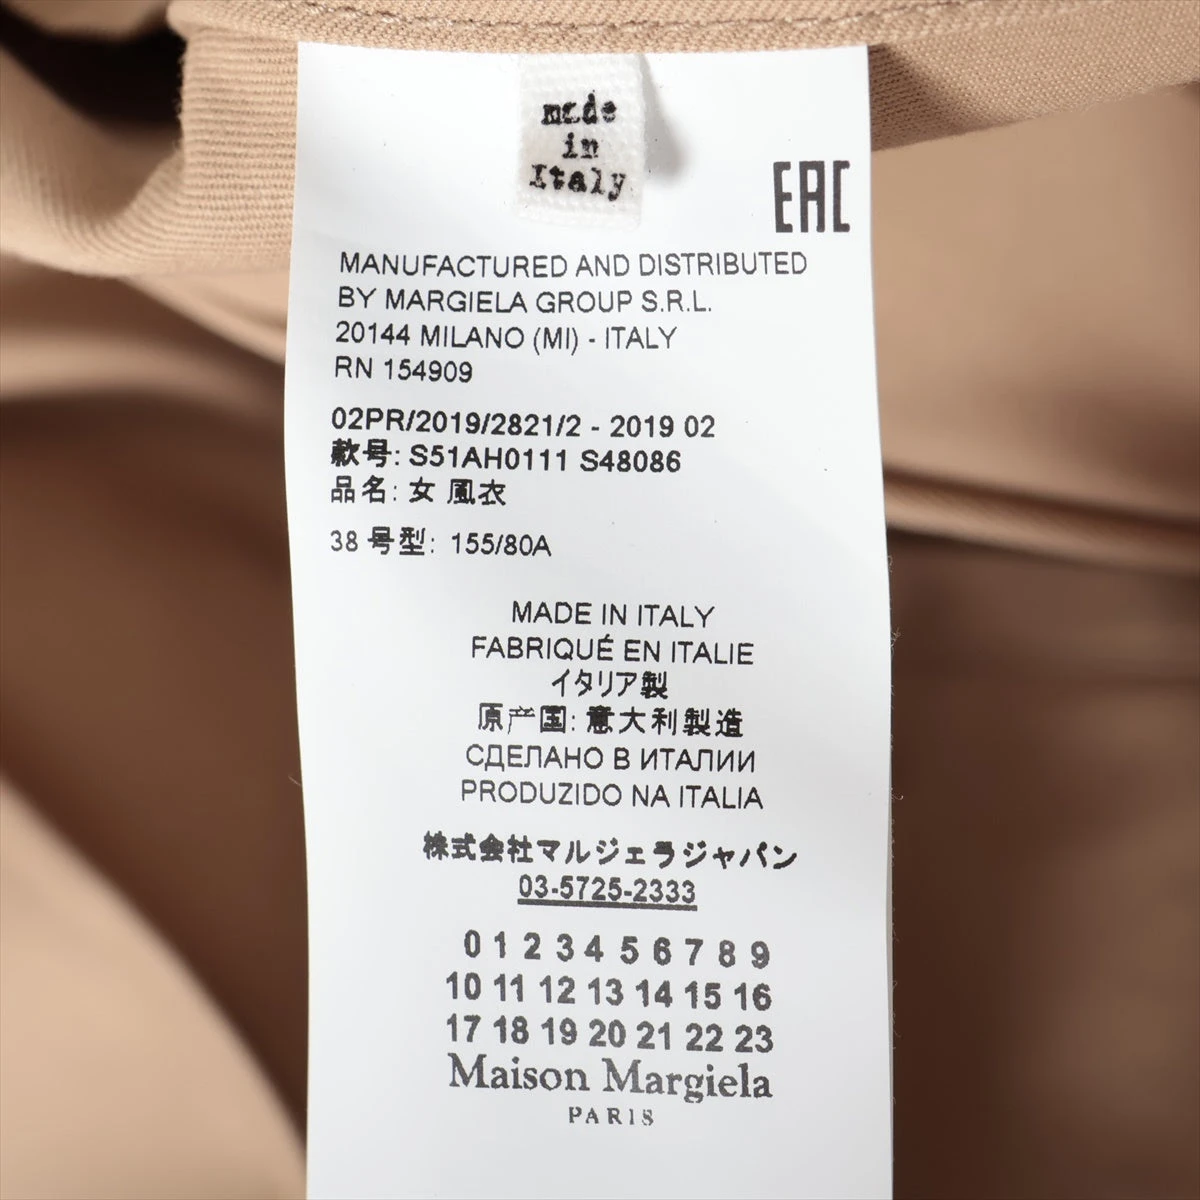 made
in
Italy
EAC
MANUFACTURED AND DISTRIBUTED
BY MARGIELA GROUP S.R.L.
20144 MILANO (MI) - ITALY
RN 154909
02PR/2019/2821/2 - 2019 02
款号: S51AH0111 S48086
品名: 女 風衣
38 号型: 155/80A
MADE IN ITALY
FABRIQUÉ EN ITALIE
イタリア製
原产国: 意大利製造
СДЕЛАНО В ИТАЛИИ
PRODUZIDO NA ITALIA
株式会社マルジェラジャパン
03-5725-2333
0 1 2 3 4 5 6 7 8 9
10 11 12 13 14 15 16
17 18 19 20 21 22 23
Maison Margiela
PARIS